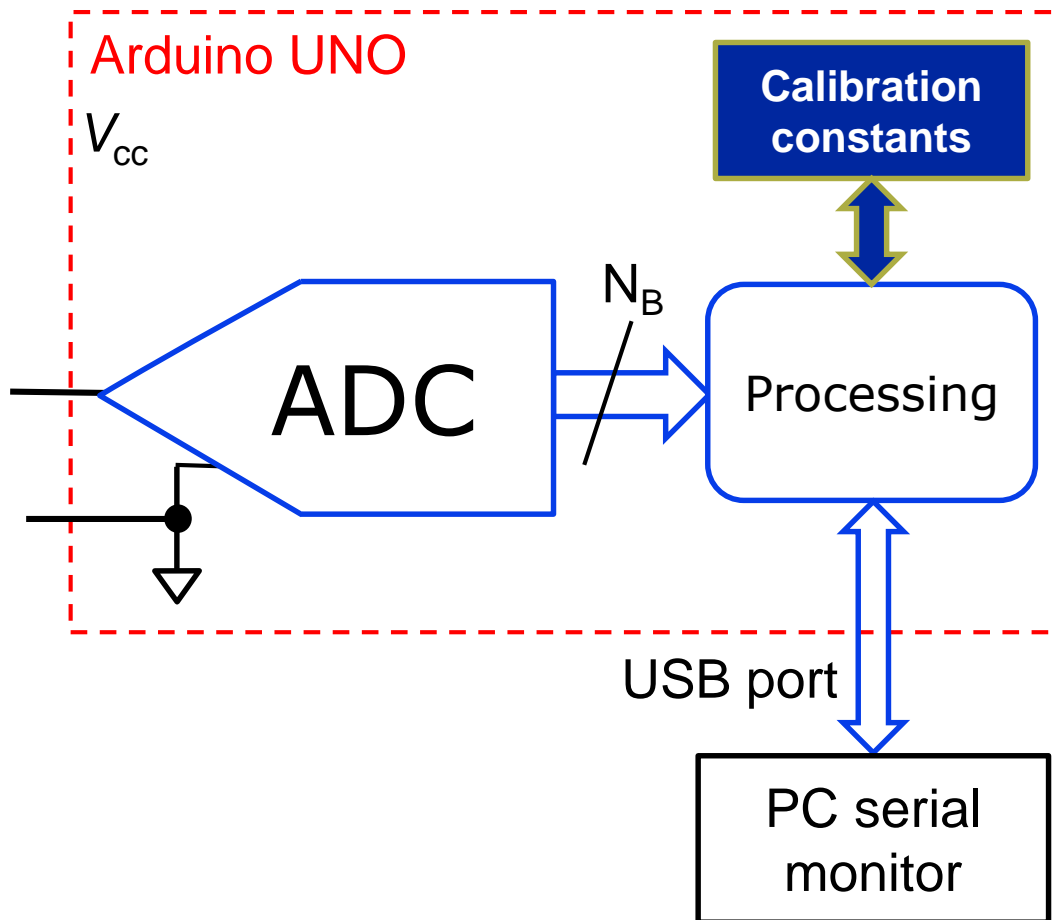 Arduino UNO
Vcc
Calibration
constants
NB
ADC
Processing
USB port
PC serial
monitor